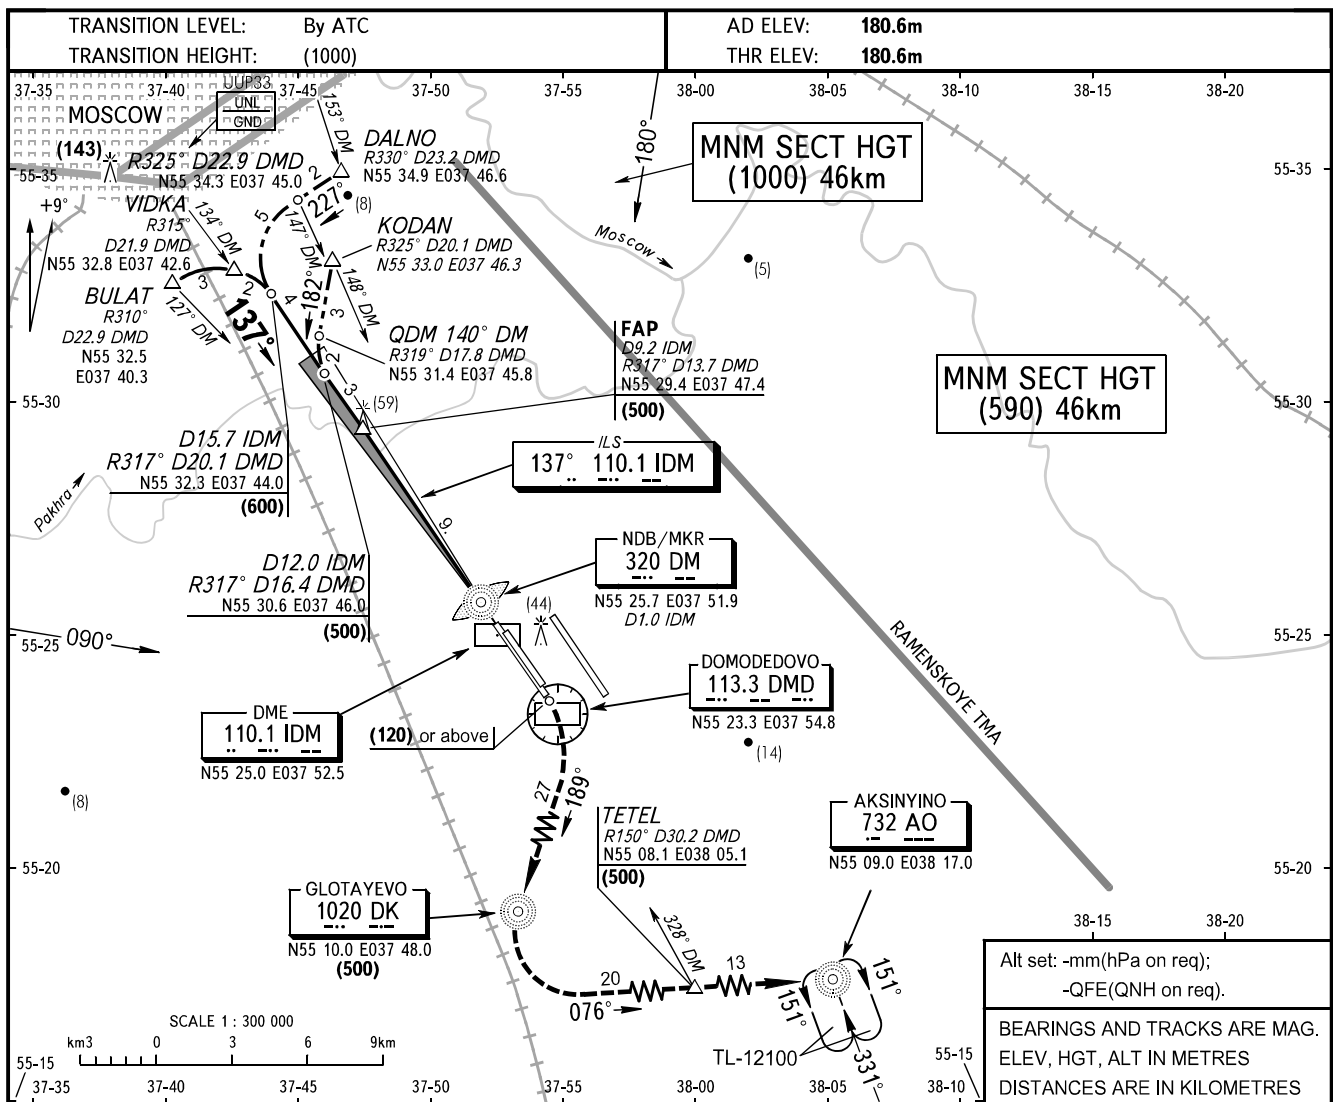 TRANSITION LEVEL: By ATC
TRANSITION HEIGHT: (1000)
AD ELEV: 180.6m
THR ELEV: 180.6m
37-35 37-40 37-45 37-50 37-55 38-00 38-05 38-10 38-15 38-20
UUP33
UNL
GND
MOSCOW
(143)
55-35
+9°
153° DM
DALNO
R330° D23.2 DMD
N55 34.9 E037 46.6
R325° D22.9 DMD
N55 34.3 E037 45.0
2
227°
(8)
5
147° DM
180°
MNM SECT HGT
(1000) 46km
55-35
VIDKA
R315°
D21.9 DMD
N55 32.8 E037 42.6
134° DM
KODAN
R325° D20.1 DMD
N55 33.0 E037 46.3
148° DM
Moscow
(5)
BULAT
R310°
D22.9 DMD
N55 32.5
E037 40.3
127° DM
3
2
4
137°
182°
3
2
3
QDM 140° DM
R319° D17.8 DMD
N55 31.4 E037 45.8
FAP
D9.2 IDM
R317° D13.7 DMD
N55 29.4 E037 47.4
(500)
(59)
MNM SECT HGT
(590) 46km
55-30
55-30
D15.7 IDM
R317° D20.1 DMD
N55 32.3 E037 44.0
(600)
Pakhra
ILS
137° 110.1 IDM
9.
D12.0 IDM
R317° D16.4 DMD
N55 30.6 E037 46.0
(500)
NDB/MKR
320 DM
N55 25.7 E037 51.9
D1.0 IDM
(44)
090°
55-25
55-25
RAMENSKOYE TMA
DOMODEDOVO
113.3 DMD
N55 23.3 E037 54.8
DME
110.1 IDM
N55 25.0 E037 52.5
(120) or above
(14)
(8)
27
189°
TETEL
R150° D30.2 DMD
N55 08.1 E038 05.1
(500)
AKSINYINO
732 AO
N55 09.0 E038 17.0
55-20
55-20
GLOTAYEVO
1020 DK
N55 10.0 E037 48.0
(500)
328° DM
20
076°
13
151°
151°
331°
TL-12100
38-15 38-20
SCALE 1 : 300 000
km3 0 3 6 9km
55-15
55-15
37-35 37-40 37-45 37-50 37-55 38-00 38-05 38-10
Alt set: -mm(hPa on req);
-QFE(QNH on req).
BEARINGS AND TRACKS ARE MAG.
ELEV, HGT, ALT IN METRES
DISTANCES ARE IN KILOMETRES